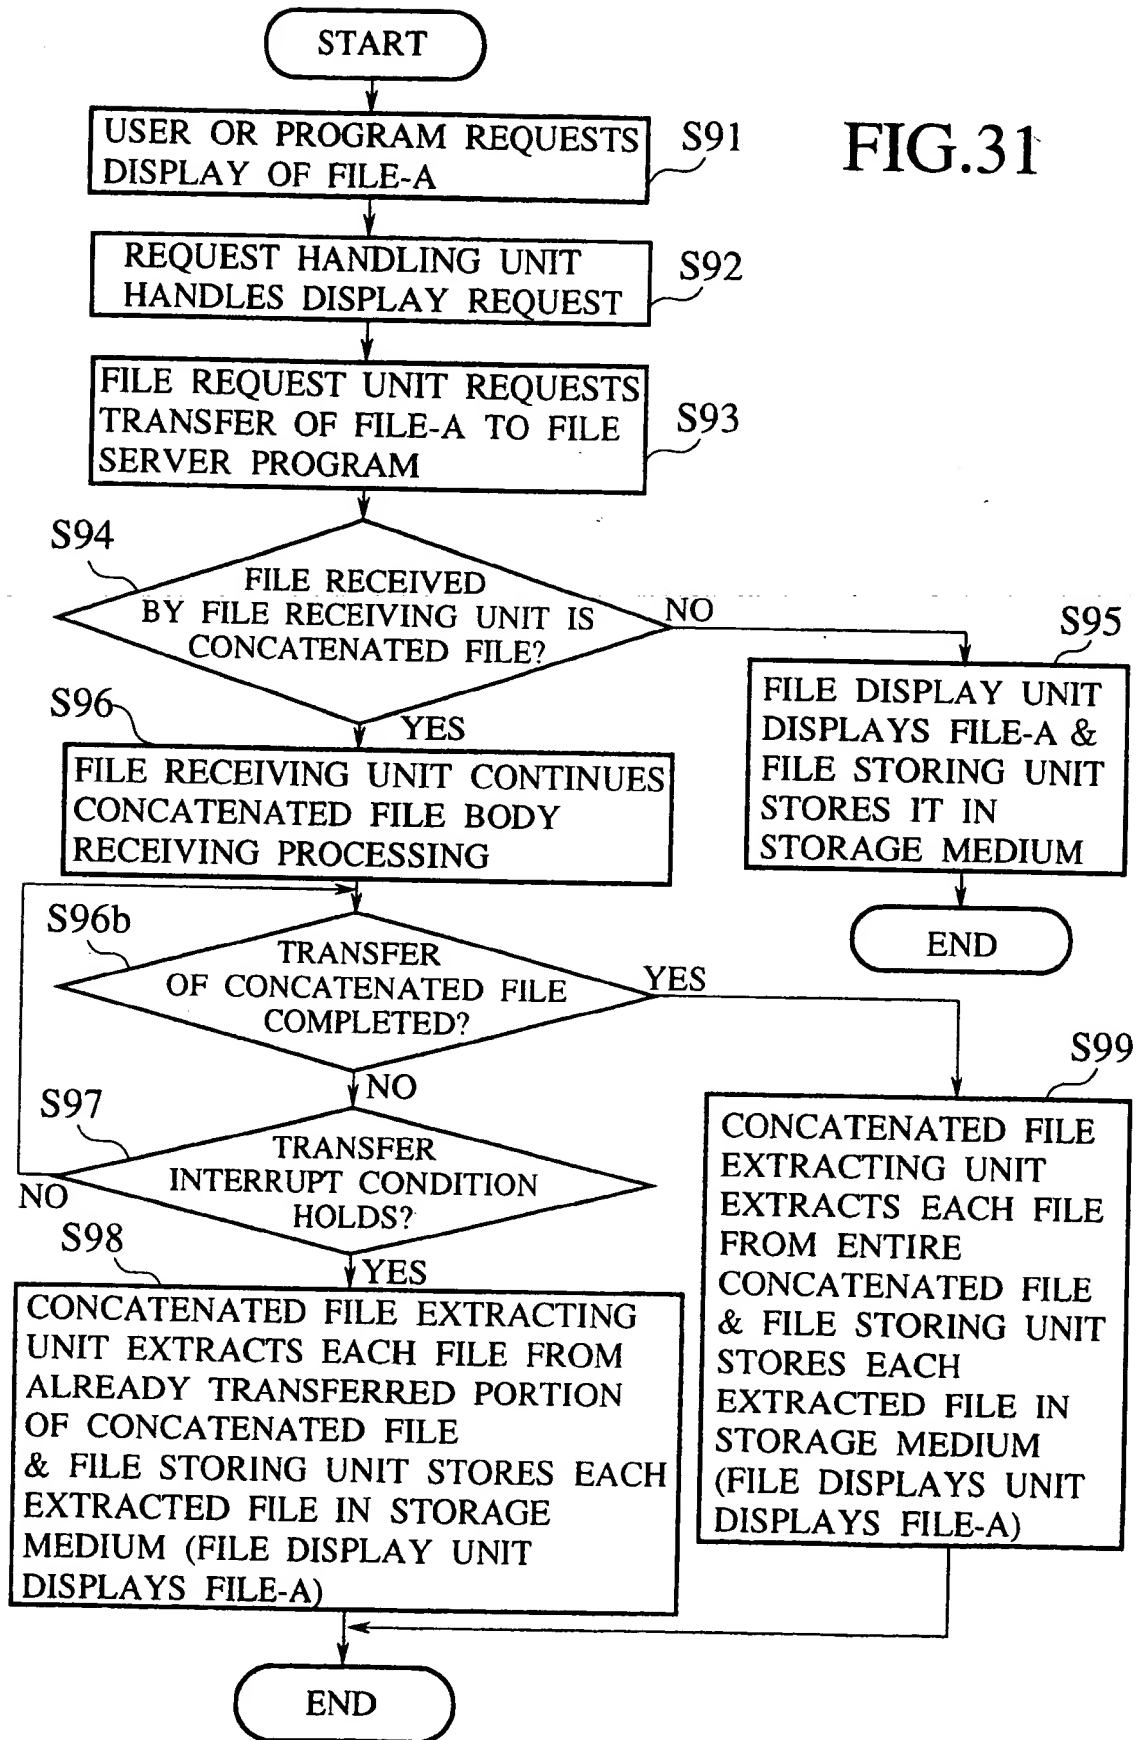 START
FIG.31
USER OR PROGRAM REQUESTS
DISPLAY OF FILE-A
S91
REQUEST HANDLING UNIT
HANDLES DISPLAY REQUEST
S92
FILE REQUEST UNIT REQUESTS
TRANSFER OF FILE-A TO FILE
SERVER PROGRAM
S93
S94
FILE RECEIVED
BY FILE RECEIVING UNIT IS
CONCATENATED FILE?
NO
YES
S95
FILE DISPLAY UNIT
DISPLAYS FILE-A &
FILE STORING UNIT
STORES IT IN
STORAGE MEDIUM
END
S96
FILE RECEIVING UNIT CONTINUES
CONCATENATED FILE BODY
RECEIVING PROCESSING
S96b
TRANSFER
OF CONCATENATED FILE
COMPLETED?
YES
NO
S97
TRANSFER
INTERRUPT CONDITION
HOLDS?
NO
YES
S98
CONCATENATED FILE EXTRACTING
UNIT EXTRACTS EACH FILE FROM
ALREADY TRANSFERRED PORTION
OF CONCATENATED FILE
& FILE STORING UNIT STORES EACH
EXTRACTED FILE IN STORAGE
MEDIUM (FILE DISPLAY UNIT
DISPLAYS FILE-A)
S99
CONCATENATED FILE
EXTRACTING UNIT
EXTRACTS EACH FILE
FROM ENTIRE
CONCATENATED FILE
& FILE STORING UNIT
STORES EACH
EXTRACTED FILE IN
STORAGE MEDIUM
(FILE DISPLAYS UNIT
DISPLAYS FILE-A)
END